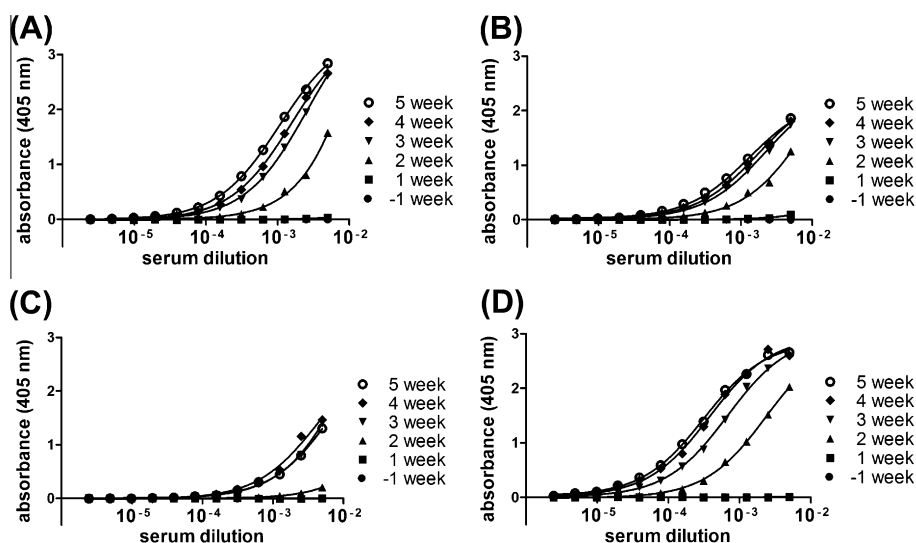 (A)
absorbance (405 nm)
3
2
1
0
10-5
10-4
10-3
10-2
serum dilution
5 week
4 week
3 week
2 week
1 week
-1 week
(B)
absorbance (405 nm)
3
2
1
0
10-5
10-4
10-3
10-2
serum dilution
5 week
4 week
3 week
2 week
1 week
-1 week
(C)
absorbance (405 nm)
3
2
1
0
10-5
10-4
10-3
10-2
serum dilution
5 week
4 week
3 week
2 week
1 week
-1 week
(D)
absorbance (405 nm)
3
2
1
0
10-5
10-4
10-3
10-2
serum dilution
5 week
4 week
3 week
2 week
1 week
-1 week